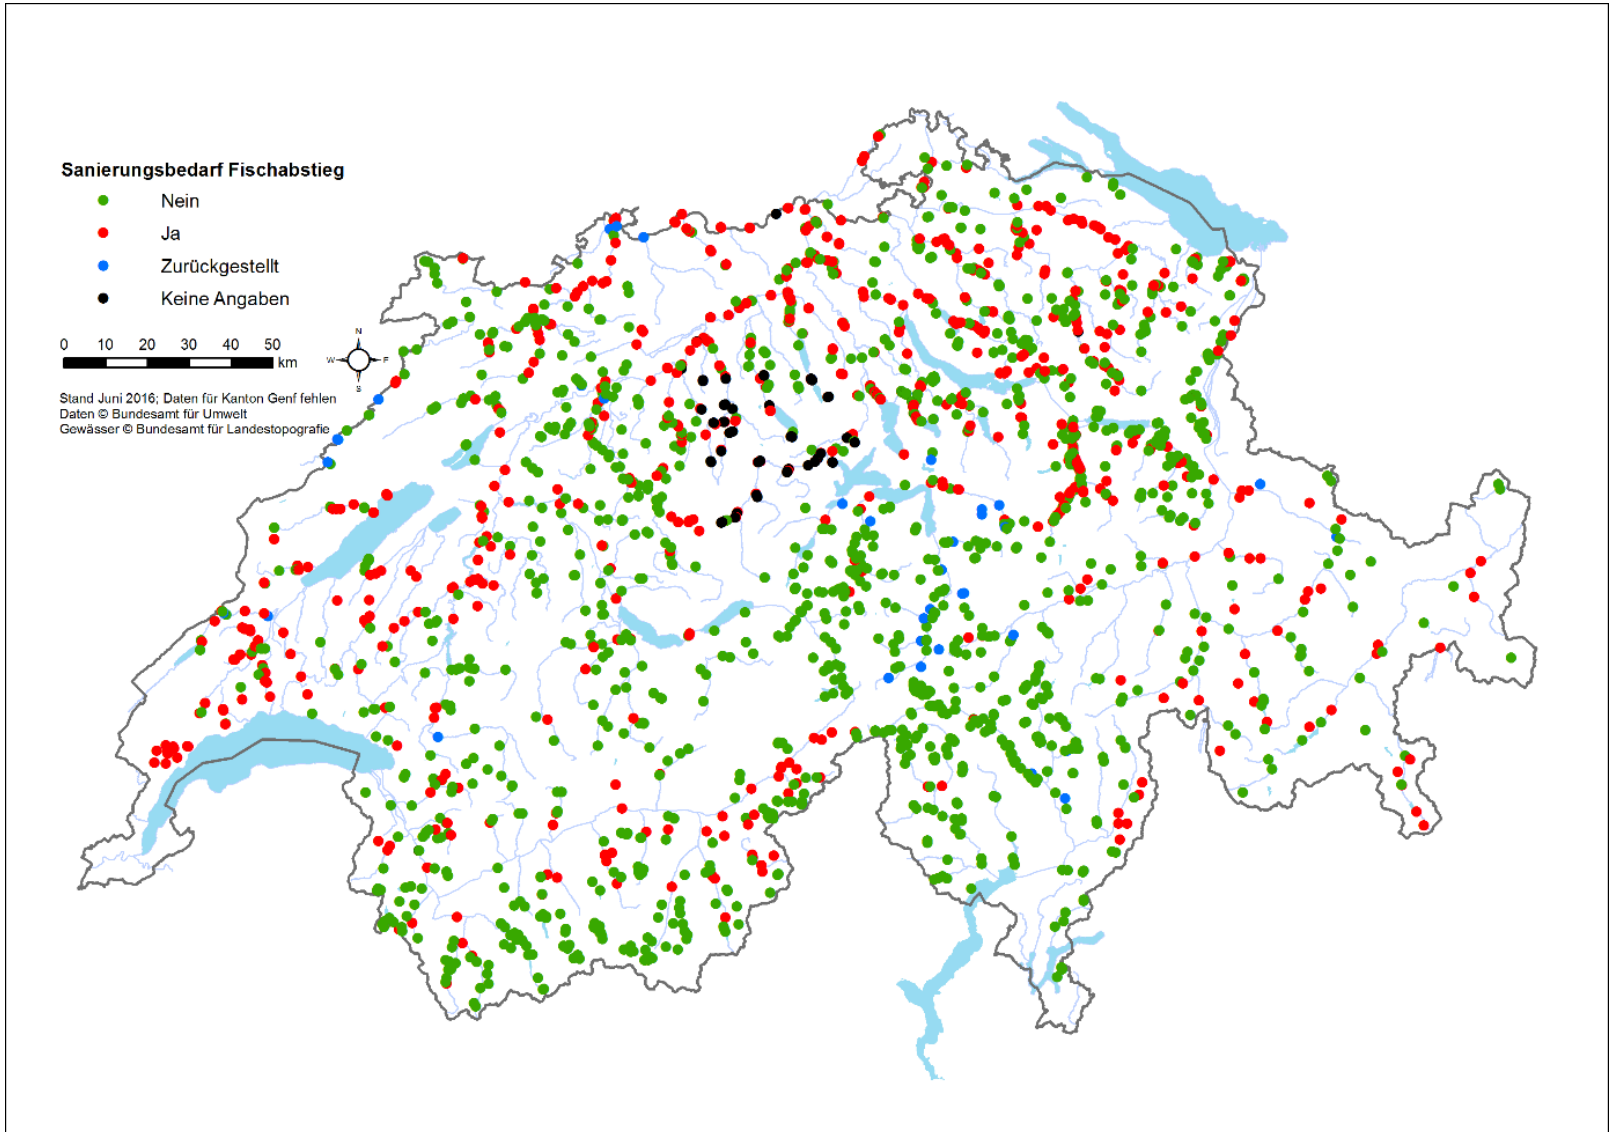 Sanierungsbedarf Fischabstieg
Nein
Ja
Zurückgestellt
Keine Angaben
0 10 20 30 40 50
km
N
W E
S
Stand Juni 2016; Daten für Kanton Genf fehlen
Daten © Bundesamt für Umwelt
Gewässer © Bundesamt für Landestopografie